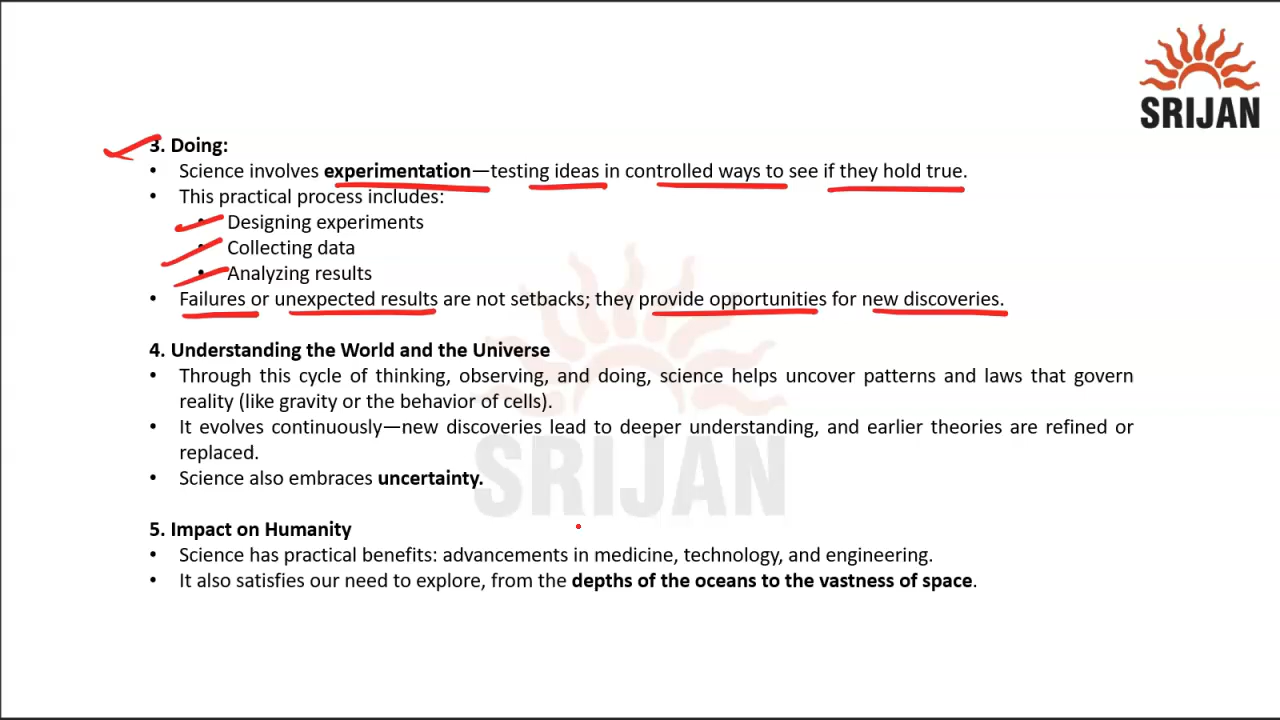 SRIJAN
3. Doing:
• Science involves experimentation—testing ideas in controlled ways to see if they hold true.
• This practical process includes:
• Designing experiments
• Collecting data
• Analyzing results
• Failures or unexpected results are not setbacks; they provide opportunities for new discoveries.
4. Understanding the World and the Universe
• Through this cycle of thinking, observing, and doing, science helps uncover patterns and laws that govern
reality (like gravity or the behavior of cells).
• It evolves continuously—new discoveries lead to deeper understanding, and earlier theories are refined or
replaced.
• Science also embraces uncertainty.
SRIJAN
5. Impact on Humanity
• Science has practical benefits: advancements in medicine, technology, and engineering.
• It also satisfies our need to explore, from the depths of the oceans to the vastness of space.